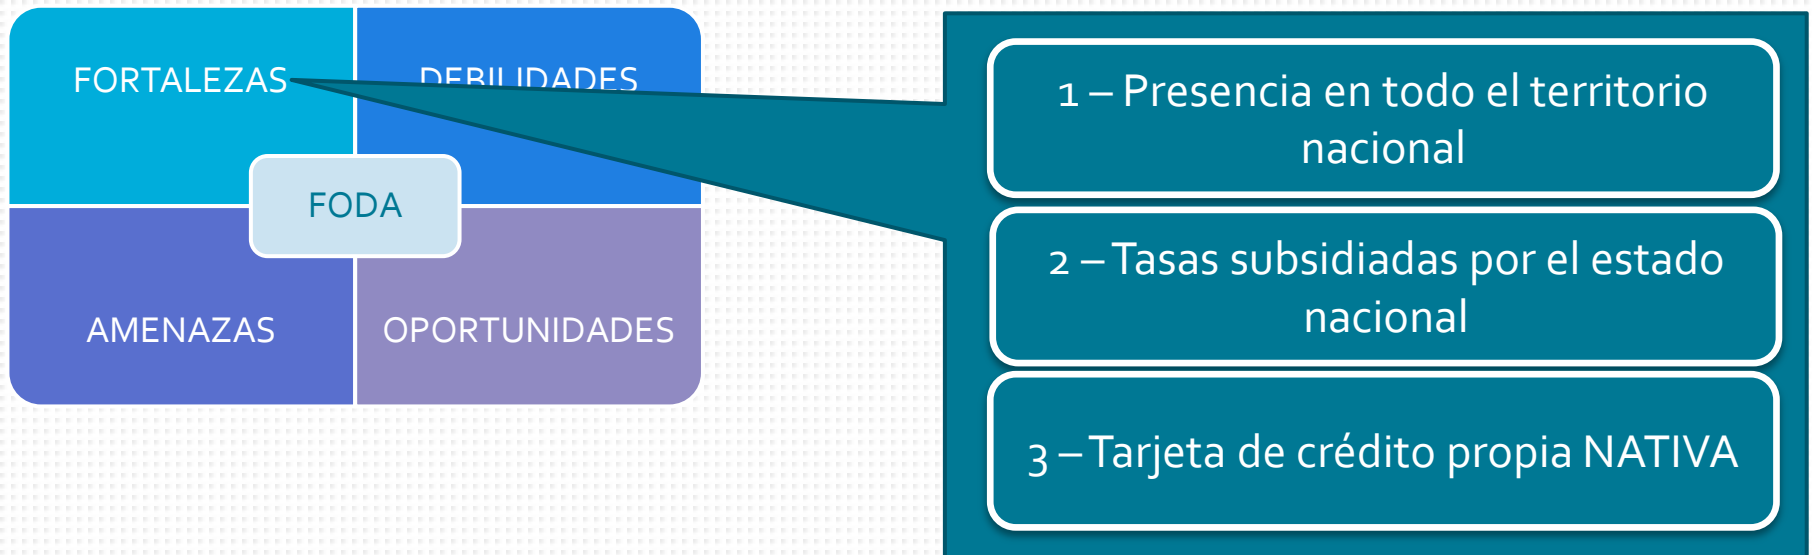 FORTALEZAS
DEBILIDADES
FODA
AMENAZAS
OPORTUNIDADES
1 – Presencia en todo el territorio
nacional
2 – Tasas subsidiadas por el estado
nacional
3 – Tarjeta de crédito propia NATIVA